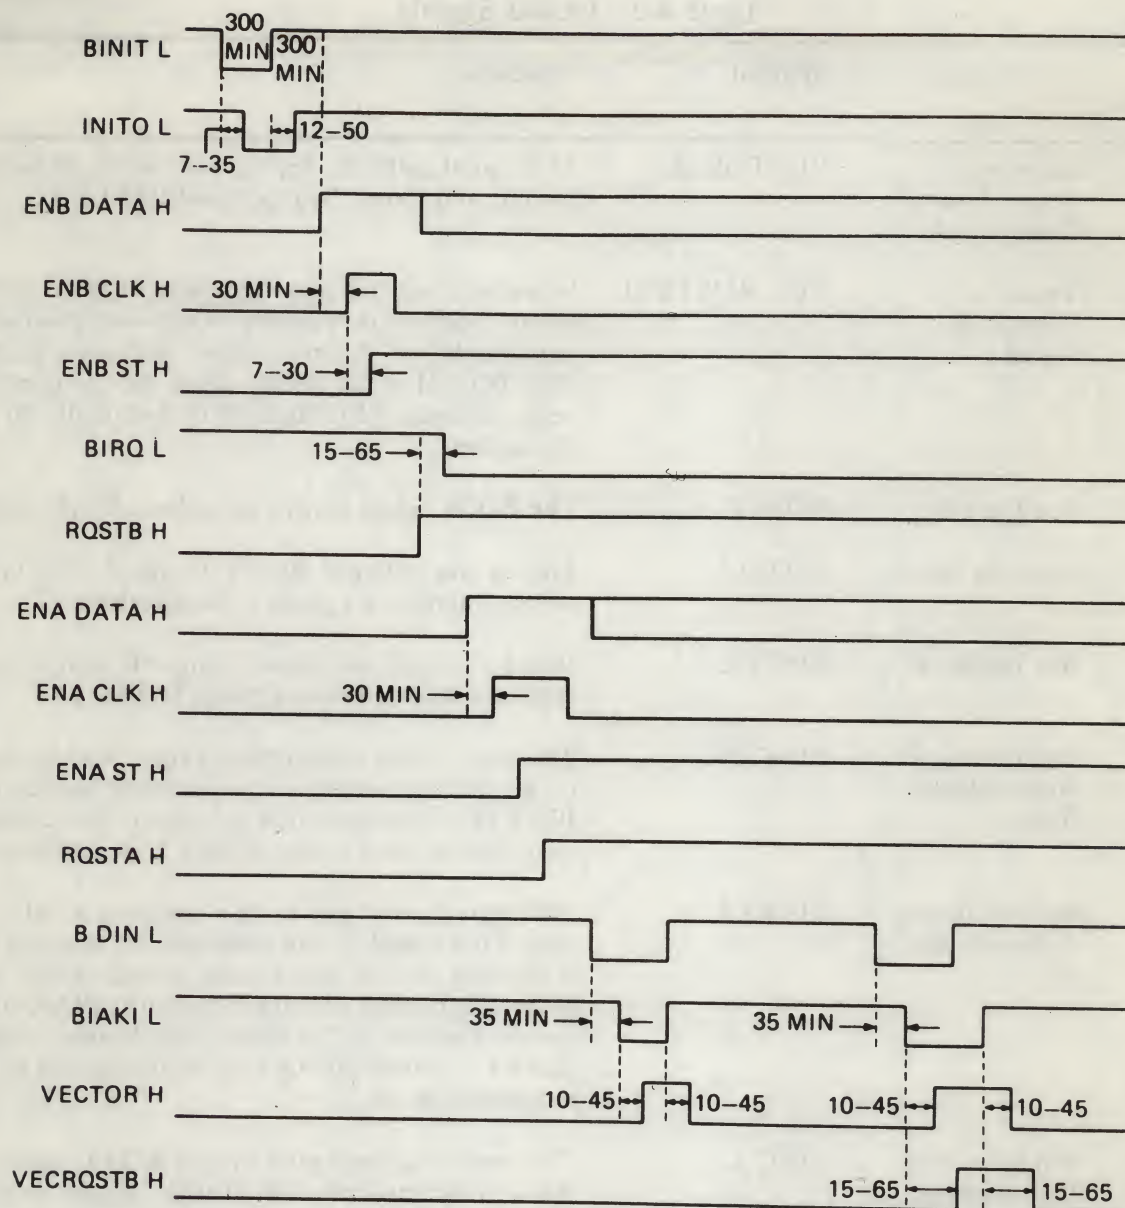 300
BINIT L
MIN 300
MIN
INITO L
12–50
7–35
ENB DATA H
ENB CLK H 30 MIN
ENB ST H 7–30
BIRQ L 15–65
RQSTB H
ENA DATA H
ENA CLK H 30 MIN
ENA ST H
RQSTA H
B DIN L
BIAKI L 35 MIN 35 MIN
VECTOR H 10–45 10–45 10–45 10–45
VECRQSTB H 15–65 15–65